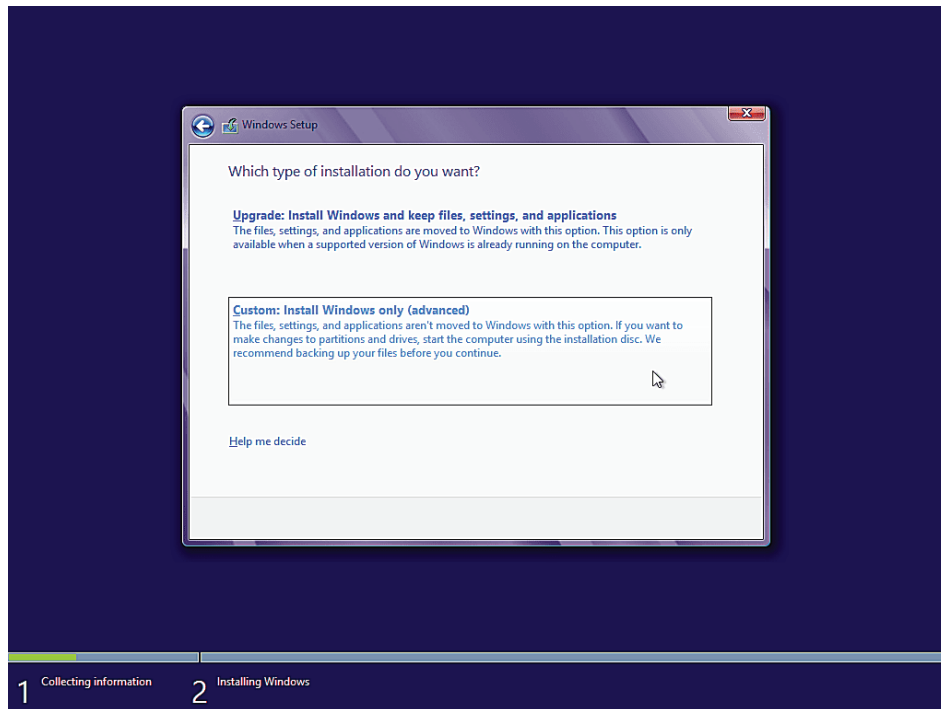 Windows Setup
Which type of installation do you want?
Upgrade: Install Windows and keep files, settings, and applications
The files, settings, and applications are moved to Windows with this option. This option is only
available when a supported version of Windows is already running on the computer.
Custom: Install Windows only (advanced)
The files, settings, and applications aren't moved to Windows with this option. If you want to
make changes to partitions and drives, start the computer using the installation disc. We
recommend backing up your files before you continue.
Help me decide
1 Collecting information
2 Installing Windows